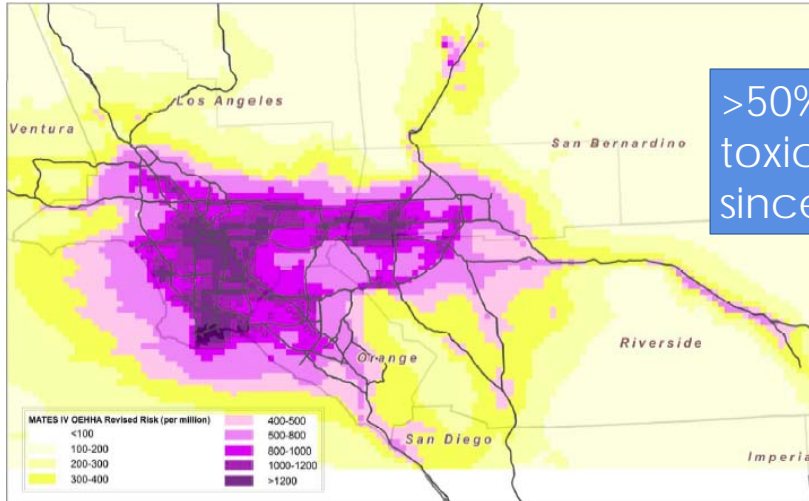 Los Angeles
Ventura
San Bernardino
>50%
toxic
since
Riverside
Orange
San Diego
Imperia
MATES IV OEHHA Revised Risk (per million)
<100
100-200
200-300
300-400
400-500
500-800
800-1000
1000-1200
>1200